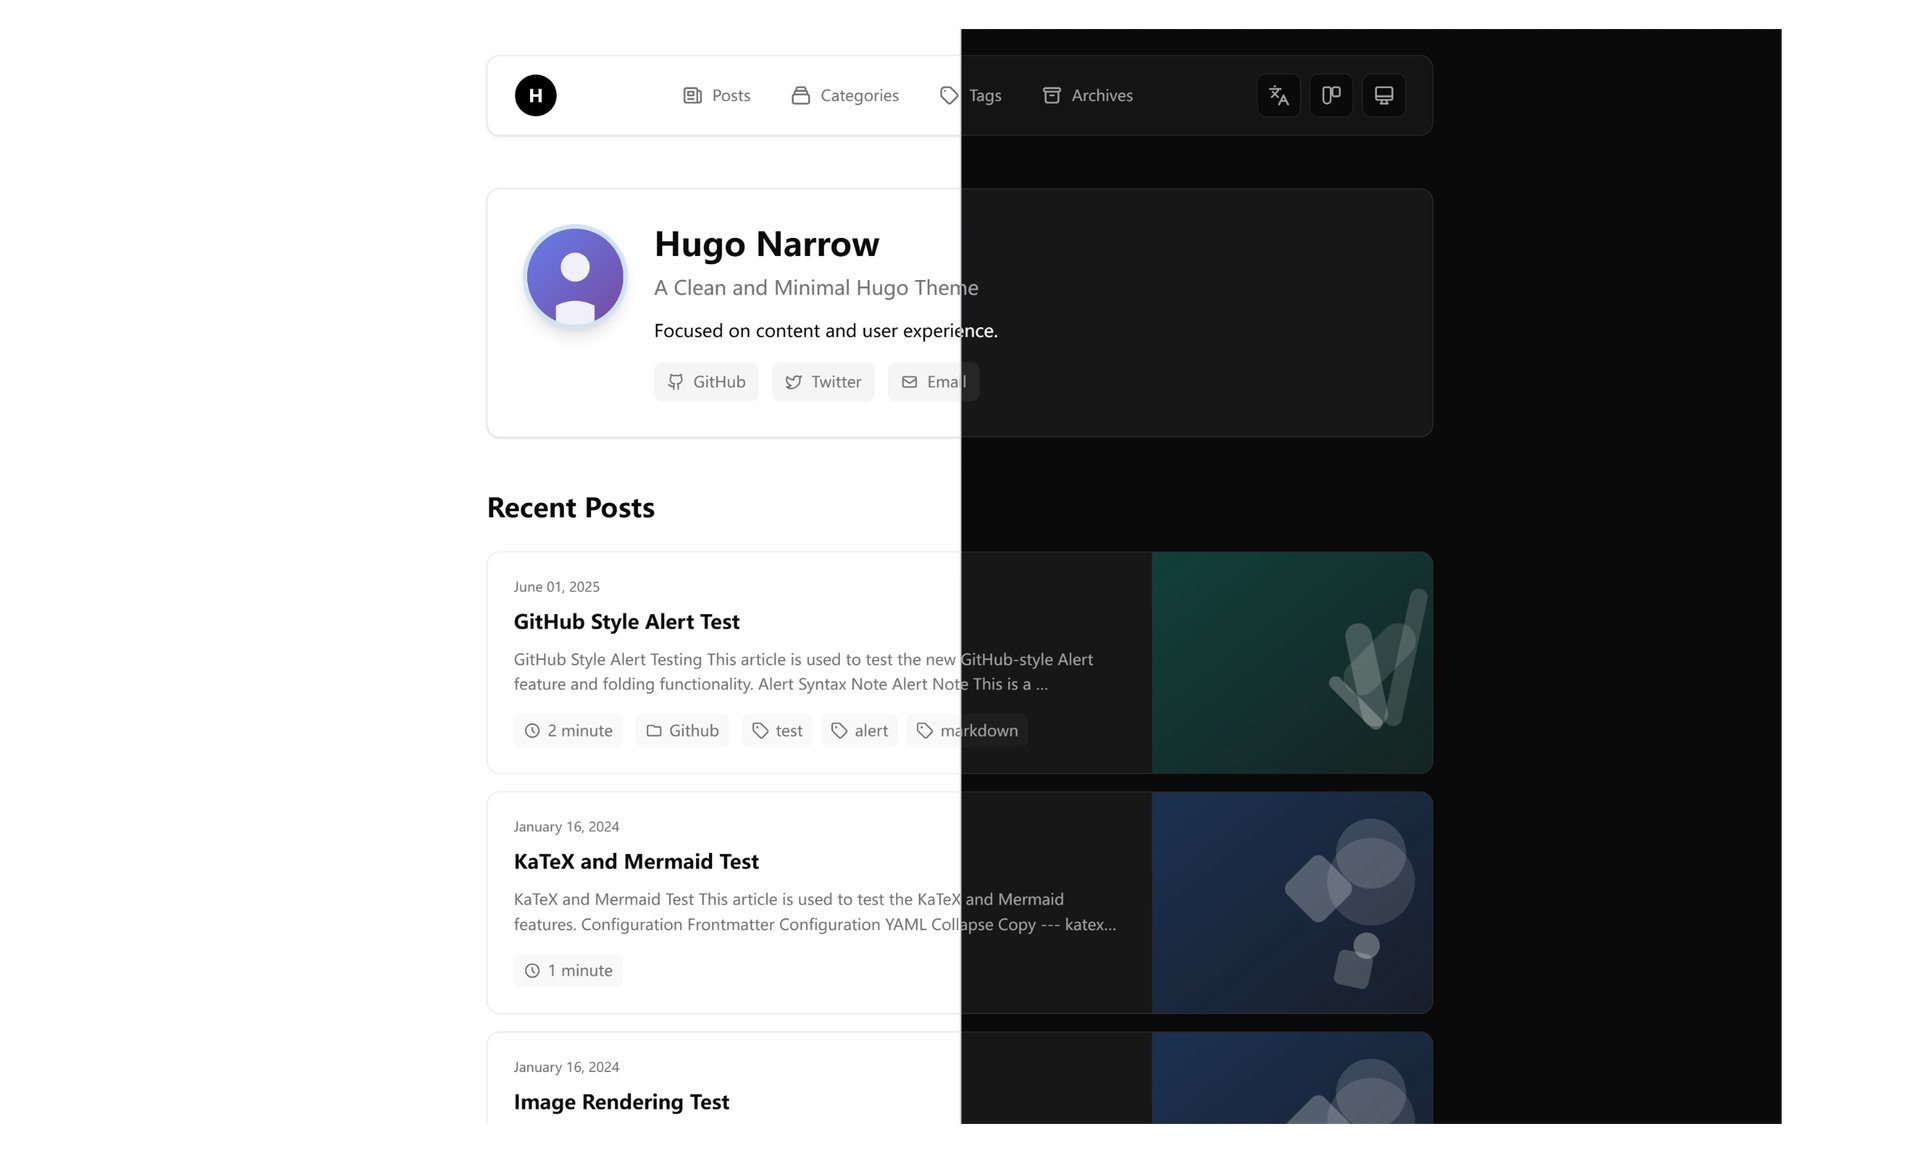 H Posts Categories Tags Archives
Hugo Narrow
A Clean and Minimal Hugo Theme
Focused on content and user experience.
GitHub Twitter Email
Recent Posts
June 01, 2025
GitHub Style Alert Test
GitHub Style Alert Testing This article is used to test the new GitHub-style Alert
feature and folding functionality. Alert Syntax Note Alert Note This is a ...
2 minute Github test alert markdown
January 16, 2024
KaTeX and Mermaid Test
KaTeX and Mermaid Test This article is used to test the KaTeX and Mermaid
features. Configuration Frontmatter Configuration YAML Collapse Copy --- katex...
1 minute
January 16, 2024
Image Rendering Test